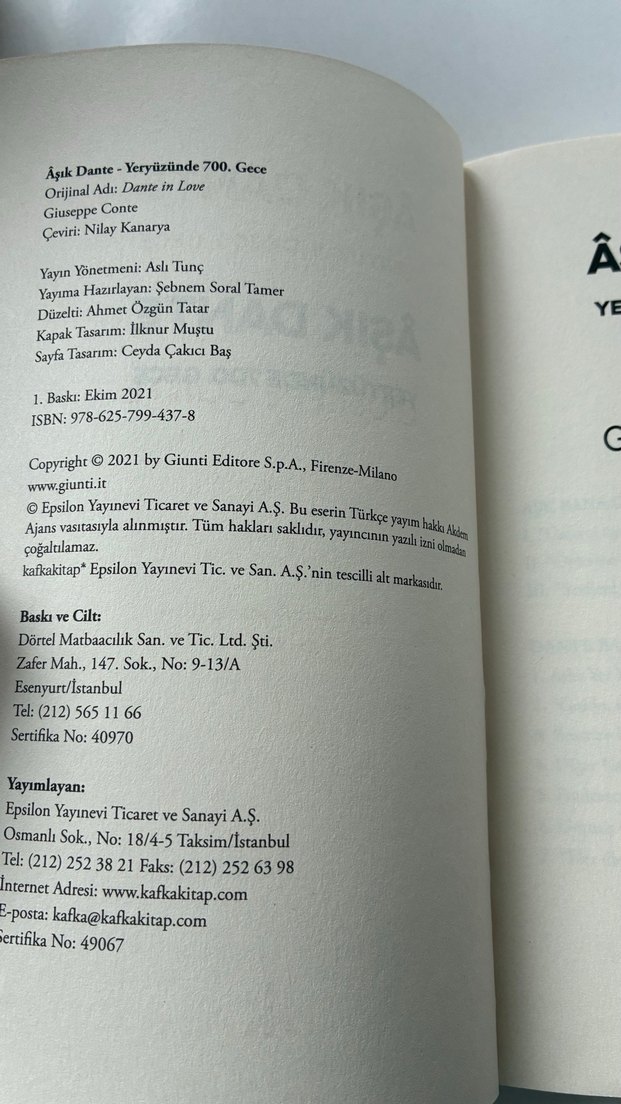 Âşık Dante - Yeryüzünde 700. Gece
Orijinal Adı: Dante in Love
Giuseppe Conte
Çeviri: Nilay Kanarya
Yayın Yönetmeni: Aslı Tunç
Yayıma Hazırlayan: Şebnem Soral Tamer
Düzelti: Ahmet Özgün Tatar
Kapak Tasarım: İlknur Muştu
Sayfa Tasarım: Ceyda Çakıcı Baş
1. Baskı: Ekim 2021
ISBN: 978-625-799-437-8
Copyright © 2021 by Giunti Editore S.p.A., Firenze-Milano
www.giunti.it
© Epsilon Yayınevi Ticaret ve Sanayi A.Ş. Bu eserin Türkçe yayım hakkı Akdem
Ajans vasıtasıyla alınmıştır. Tüm hakları saklıdır, yayıncının yazılı izni olmadan
çoğaltılamaz.
kafkakitap* Epsilon Yayınevi Tic. ve San. A.Ş.'nin tescilli alt markasıdır.
Baskı ve Cilt:
Dörtel Matbaacılık San. ve Tic. Ltd. Şti.
Zafer Mah., 147. Sok., No: 9-13/A
Esenyurt/İstanbul
Tel: (212) 565 11 66
Sertifika No: 40970
Yayımlayan:
Epsilon Yayınevi Ticaret ve Sanayi A.Ş.
Osmanlı Sok., No: 18/4-5 Taksim/İstanbul
Tel: (212) 252 38 21 Faks: (212) 252 63 98
İnternet Adresi: www.kafkakitap.com
E-posta: kafka@kafkakitap.com
Sertifika No: 49067
Â
YE
G